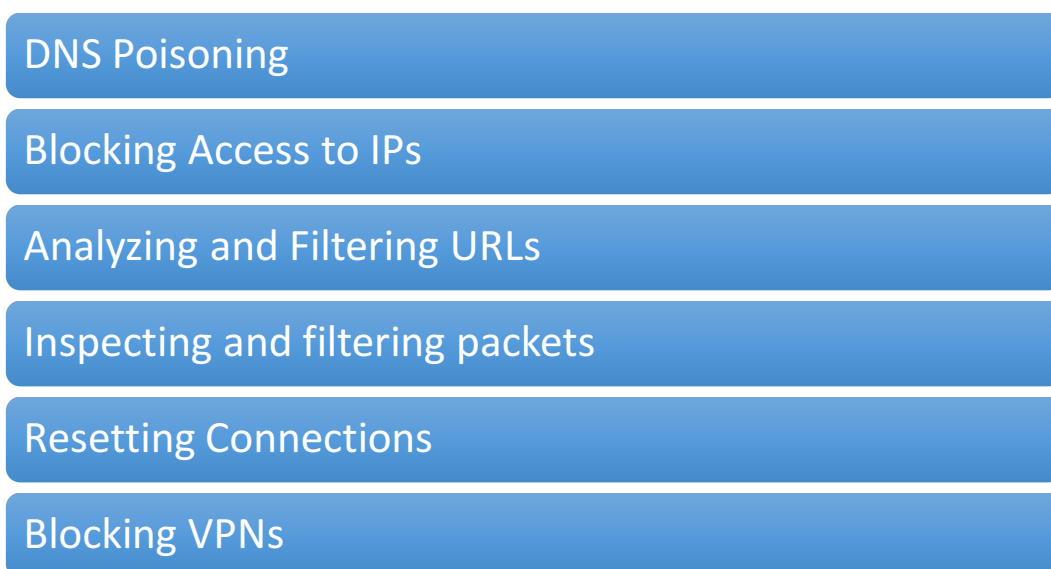 DNS Poisoning
Blocking Access to IPs
Analyzing and Filtering URLs
Inspecting and filtering packets
Resetting Connections
Blocking VPNs